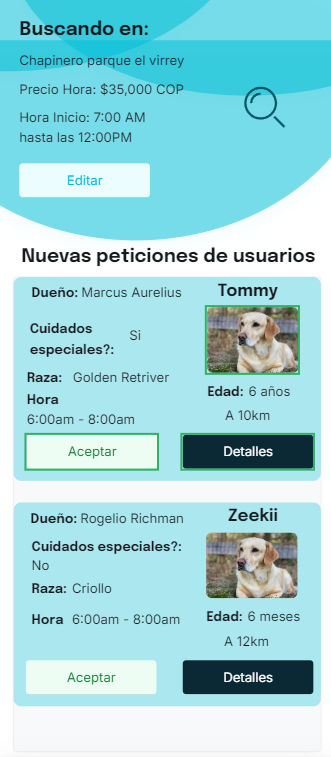 Buscando en:
Chapinero parque el virrey
Precio Hora: $35,000 COP
Hora Inicio: 7:00 AM
hasta las 12:00PM
Editar
Nuevas peticiones de usuarios
Dueño: Marcus Aurelius
Tommy
Cuidados
especiales?:
Si
Raza: Golden Retriver
Edad: 6 años
Hora
6:00am - 8:00am
A 10km
Aceptar
Detalles
Dueño: Rogelio Richman
Zeekii
Cuidados especiales?:
No
Raza: Criollo
Hora 6:00am - 8:00am
Edad: 6 meses
A 12km
Aceptar
Detalles